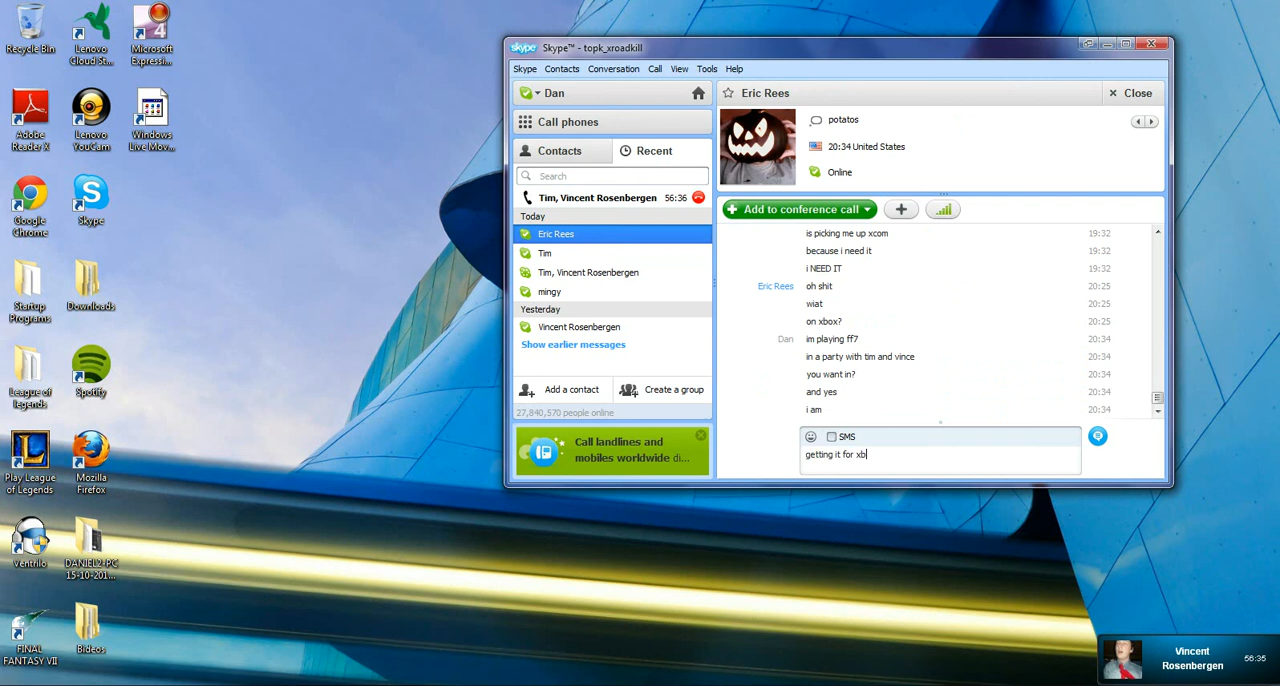 Recycle Bin
Lenovo
Cloud St...
Microsoft
Expressi...
Adobe
Reader X
Lenovo
YouCam
Windows
Live Mov...
Google
Chrome
Skype
Startup
Programs
Downloads
League of
legends
Spotify
Play League
of Legends
Mozilla
Firefox
Ventrilo
DANIEL2-PC
15-10-201...
FINAL
FANTASY VII
Bideos
skype Skype™ - topk_xroadkill
Skype Contacts Conversation Call View Tools Help
Dan
Call phones
Contacts Recent
Search
Tim, Vincent Rosenbergen 56:36
Today
Eric Rees
Tim
Tim, Vincent Rosenbergen
mingy
Yesterday
Vincent Rosenbergen
Show earlier messages
Add a contact Create a group
27,840,570 people online
Call landlines and
mobiles worldwide di...
Eric Rees Close
potatos
20:34 United States
Online
Add to conference call
is picking me up xcom 19:32
because i need it 19:32
i NEED IT 19:32
Eric Rees oh shit 20:25
wiat 20:25
on xbox? 20:25
Dan im playing ff7 20:34
in a party with tim and vince 20:34
you want in? 20:34
and yes 20:34
i am 20:34
SMS
getting it for xb
Vincent
Rosenbergen 56:35